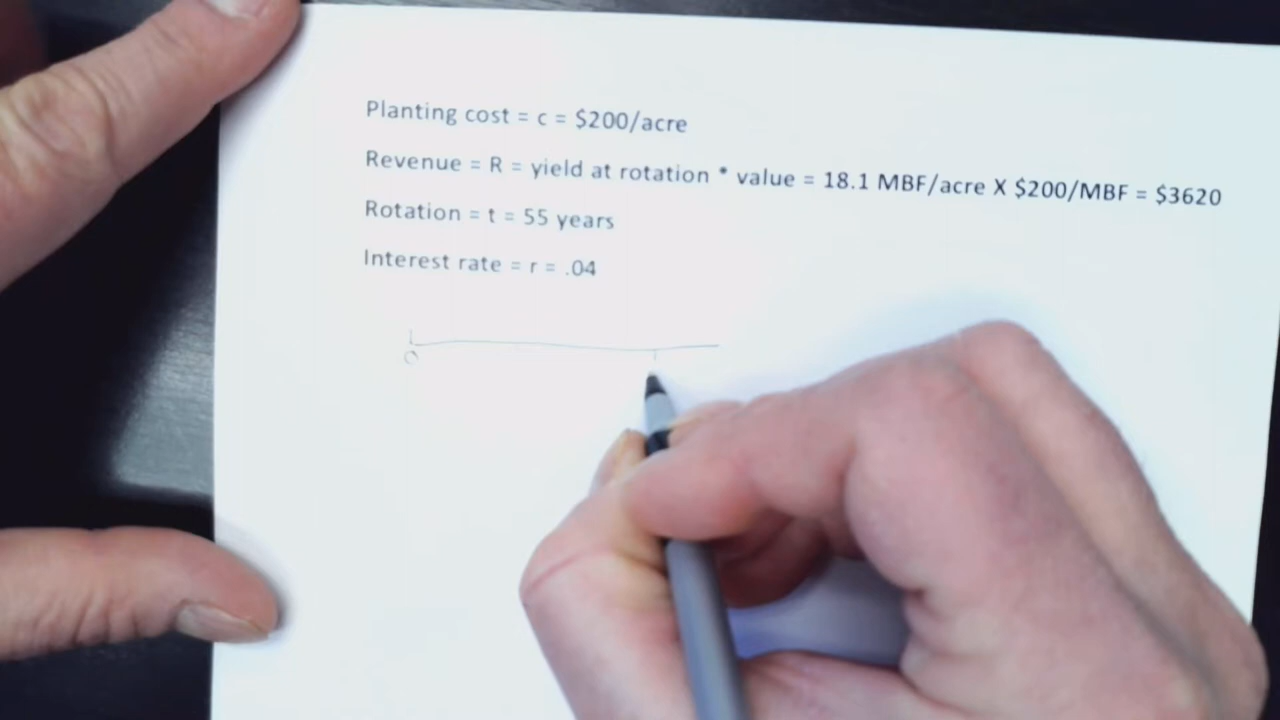 Planting cost = c = $200/acre
Revenue = R = yield at rotation * value = 18.1 MBF/acre X $200/MBF = $3620
Rotation = t = 55 years
Interest rate = r = .04
0